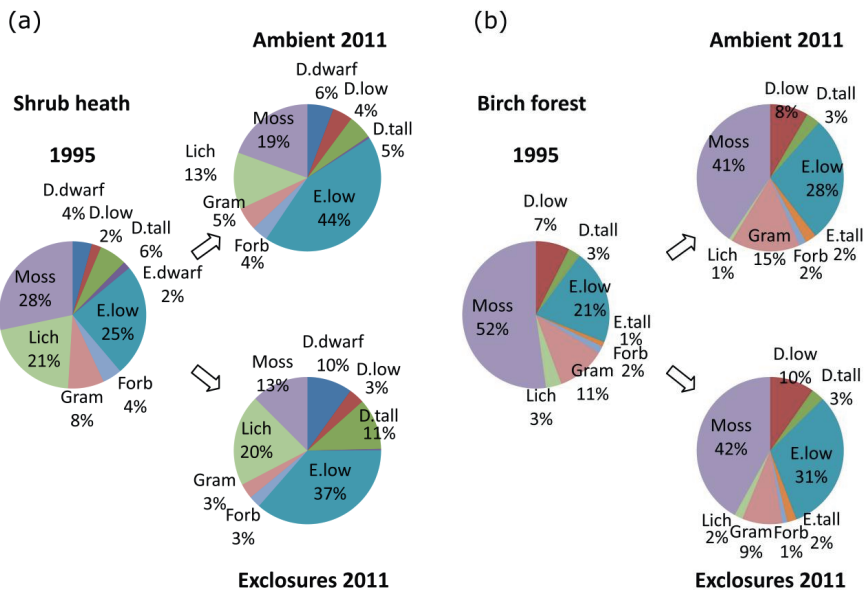 (a)
Shrub heath
1995
D.dwarf
4%
D.low
2%
D.tall
6%
E.dwarf
2%
E.low
25%
Forb
4%
Gram
8%
Lich
21%
Moss
28%
Ambient 2011
D.dwarf
6%
D.low
4%
D.tall
5%
E.low
44%
Forb
4%
Gram
5%
Lich
13%
Moss
19%
D.dwarf
10%
D.low
3%
D.tall
11%
E.low
37%
Forb
3%
Gram
3%
Lich
20%
Moss
13%
Exclosures 2011
(b)
Birch forest
1995
D.low
7%
D.tall
3%
E.low
21%
E.tall
1%
Forb
2%
Gram
11%
Lich
3%
Moss
52%
Ambient 2011
D.low
8%
D.tall
3%
E.low
28%
E.tall
2%
Forb
2%
Gram
15%
Lich
1%
Moss
41%
D.low
10%
D.tall
3%
E.low
31%
E.tall
2%
Forb
1%
Gram
9%
Lich
2%
Moss
42%
Exclosures 2011